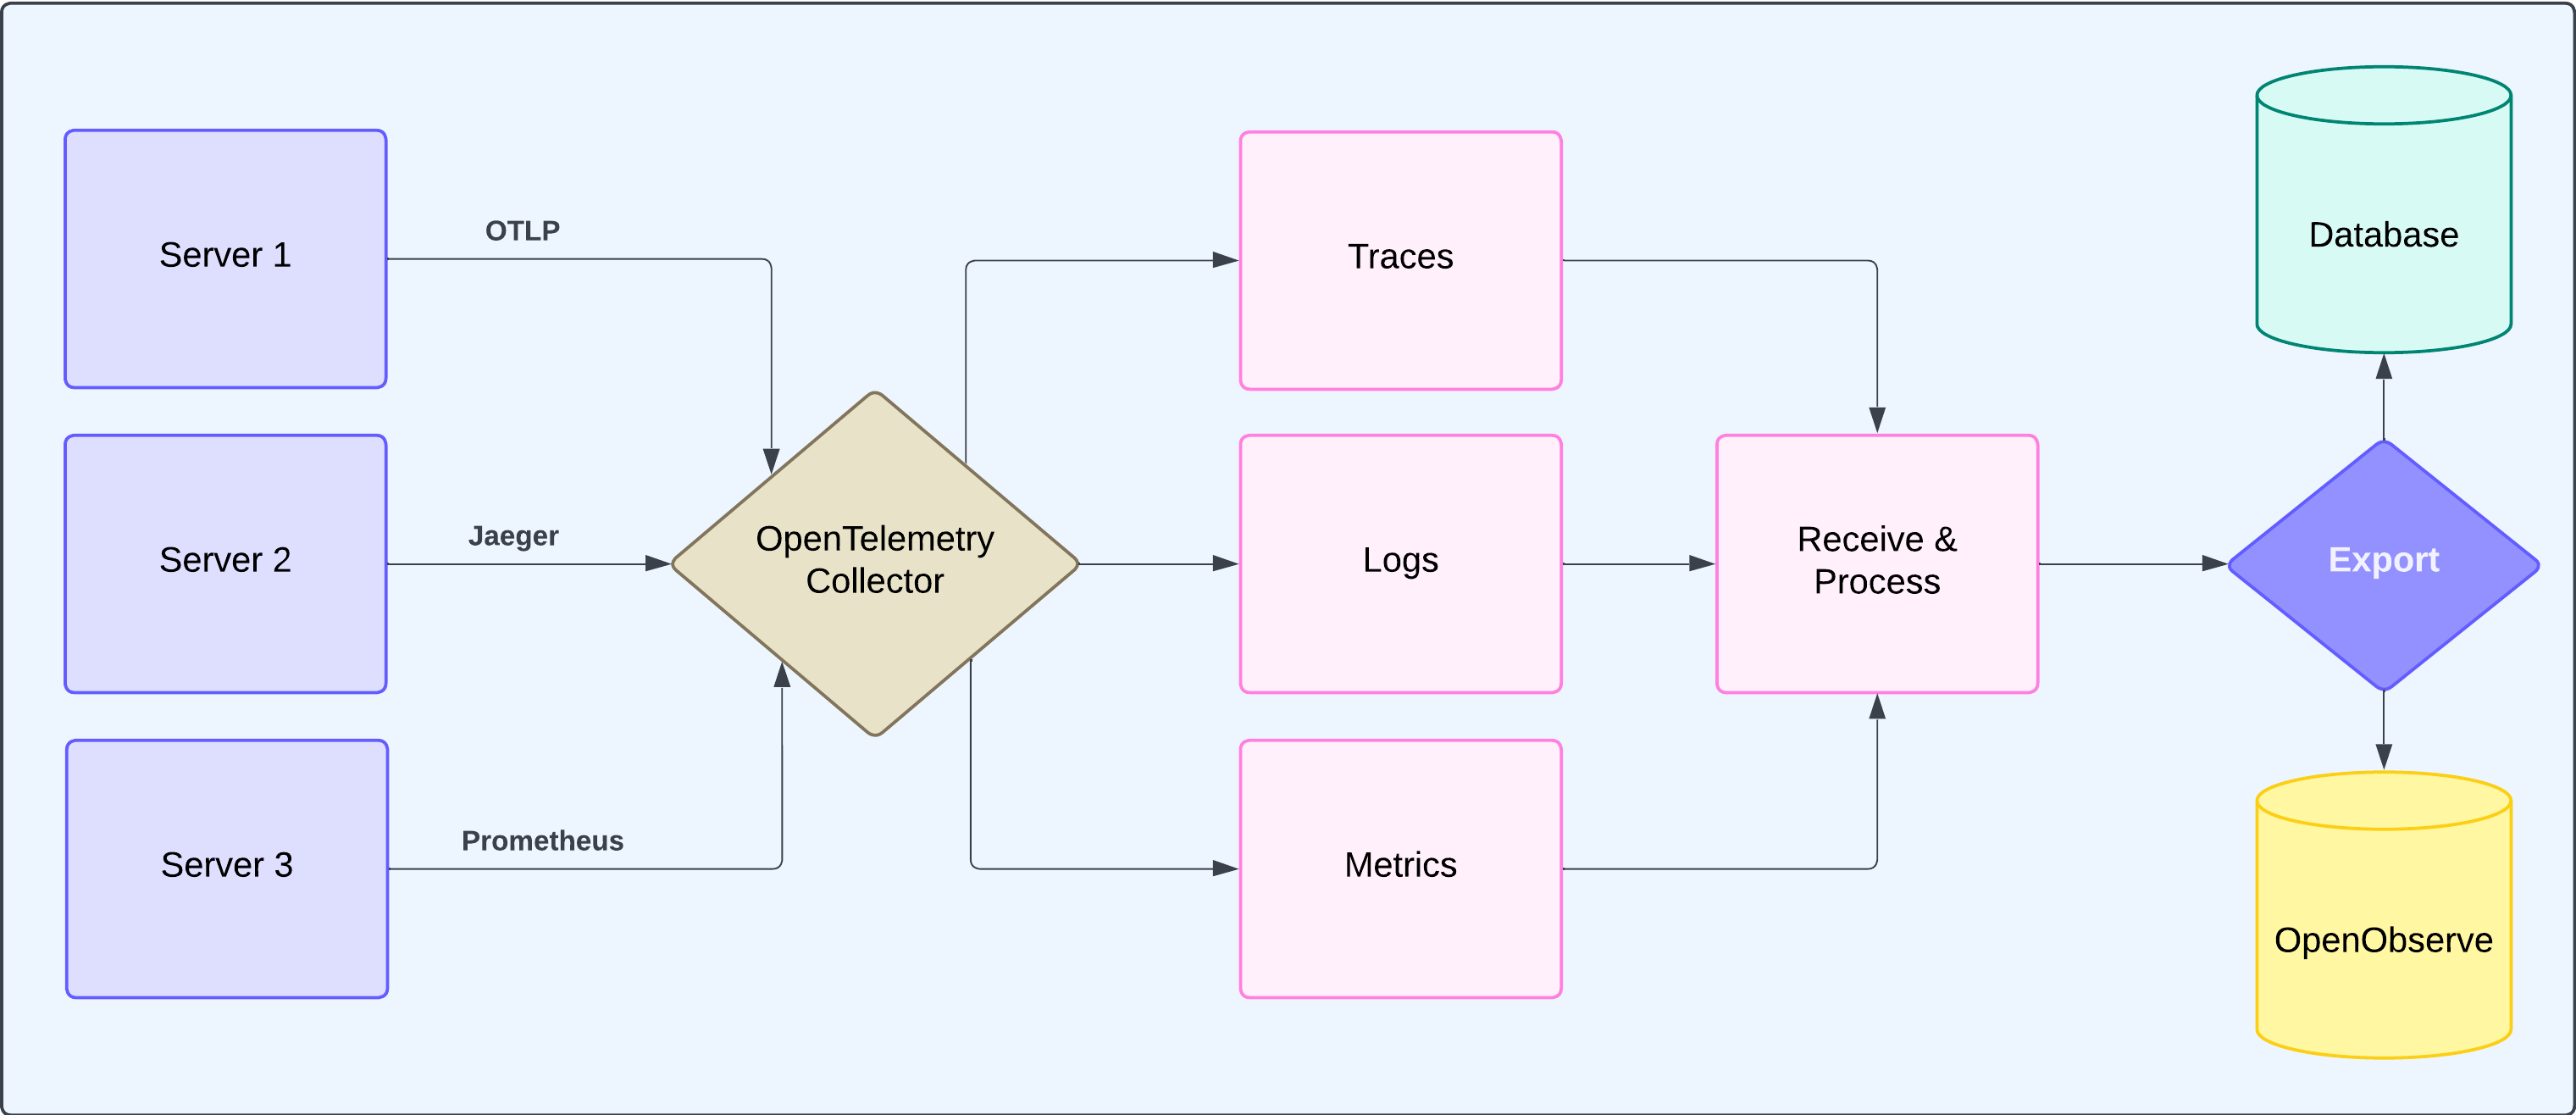 Server 1
OTLP
Server 2
Jaeger
Server 3
Prometheus
OpenTelemetry
Collector
Traces
Logs
Metrics
Receive &
Process
Export
Database
OpenObserve